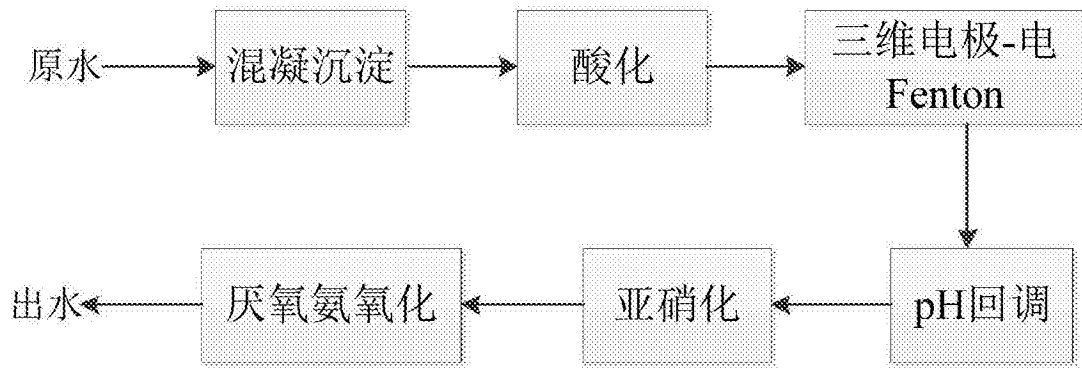 原水
混凝沉淀
酸化
三维电极-电
Fenton
pH回调
亚硝化
厌氧氨氧化
出水